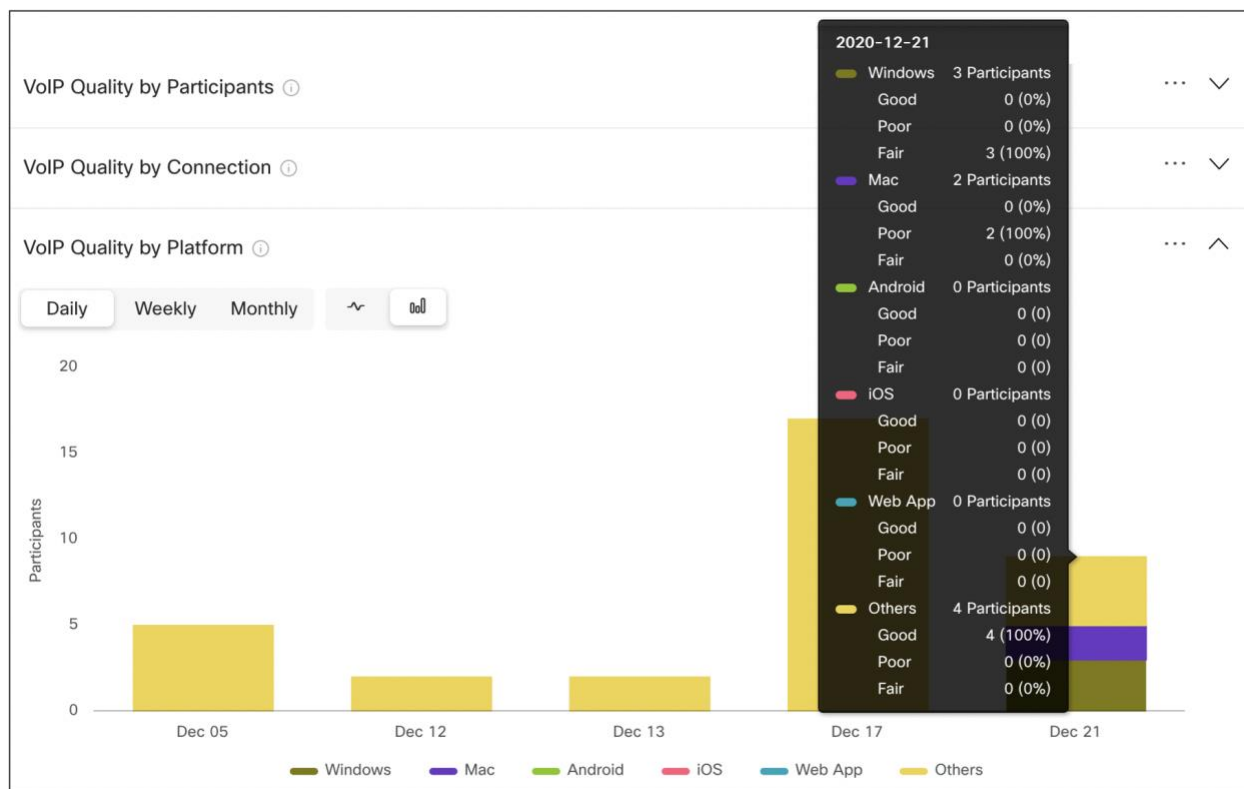 VoIP Quality by Participants
VoIP Quality by Connection
VoIP Quality by Platform
Daily Weekly Monthly
2020-12-21
Windows 3 Participants
Good 0 (0%)
Poor 0 (0%)
Fair 3 (100%)
Mac 2 Participants
Good 0 (0%)
Poor 2 (100%)
Fair 0 (0%)
Android 0 Participants
Good 0 (0)
Poor 0 (0)
Fair 0 (0)
iOS 0 Participants
Good 0 (0)
Poor 0 (0)
Fair 0 (0)
Web App 0 Participants
Good 0 (0)
Poor 0 (0)
Fair 0 (0)
Others 4 Participants
Good 4 (100%)
Poor 0 (0%)
Fair 0 (0%)
Participants
20
15
10
5
0
Dec 05 Dec 12 Dec 13 Dec 17 Dec 21
Windows Mac Android iOS Web App Others